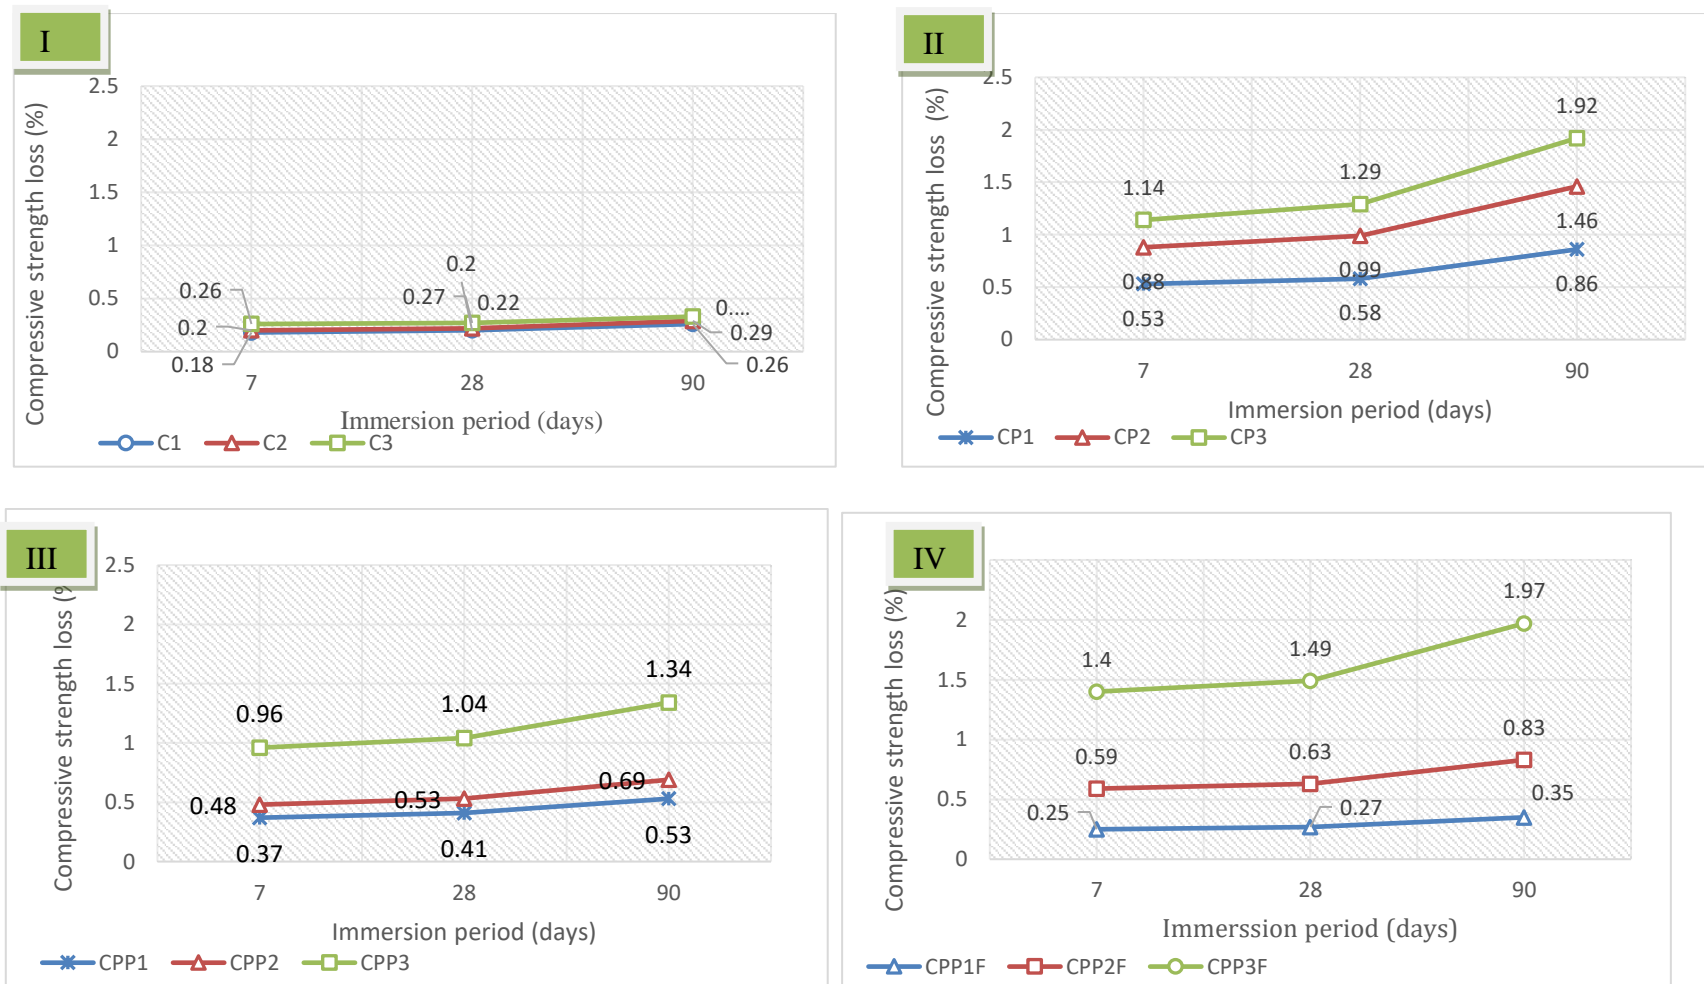 I
Compressive strength loss (%)
2.5
2
1.5
1
0.5
0
0.26
0.2
0.18
0.2
0.27
0.22
0....
0.29
0.26
7 28 90
Immersion period (days)
C1 C2 C3
II
Compressive strength loss (%)
2.5
2
1.5
1
0.5
0
1.14
1.29
1.92
0.88
0.99
1.46
0.53
0.58
0.86
7 28 90
Immersion period (days)
CP1 CP2 CP3
III
Compressive strength loss
2.5
2
1.5
1
0.5
0
0.96
1.04
1.34
0.48
0.53
0.69
0.37
0.41
0.53
7 28 90
Immersion period (days)
CPP1 CPP2 CPP3
IV
Compressive strength loss (%)
2
1.5
1
0.5
0
1.4
1.49
1.97
0.59
0.63
0.83
0.25
0.27
0.35
7 28 90
Immerssion period (days)
CPP1F CPP2F CPP3F